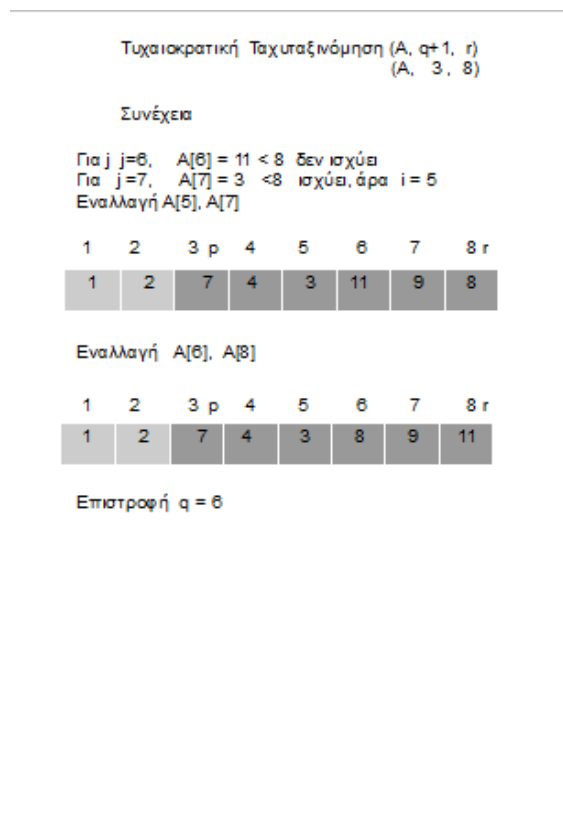 Τυχαιοκρατική Ταχυταξινόμηση (A, q+1, r)
(A, 3, 8)
Συνέχεια
Για j j=6, A[6] = 11 < 8 δεν ισχύει
Για j=7, A[7] = 3 <8 ισχύει, άρα i = 5
Εναλλαγή A[5], A[7]
1 2 3 p 4 5 6 7 8 r
1 2 7 4 3 11 9 8
Εναλλαγή A[6], A[8]
1 2 3 p 4 5 6 7 8 r
1 2 7 4 3 8 9 11
Επιστροφή q = 6